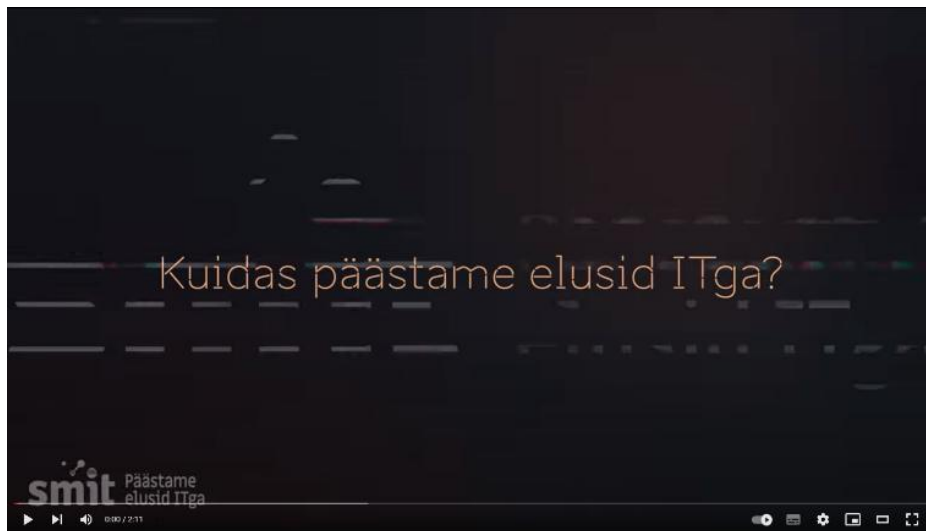 Kuidas päästame elusid ITga?
smit Päästame
elusid ITga
0:00 / 2:11